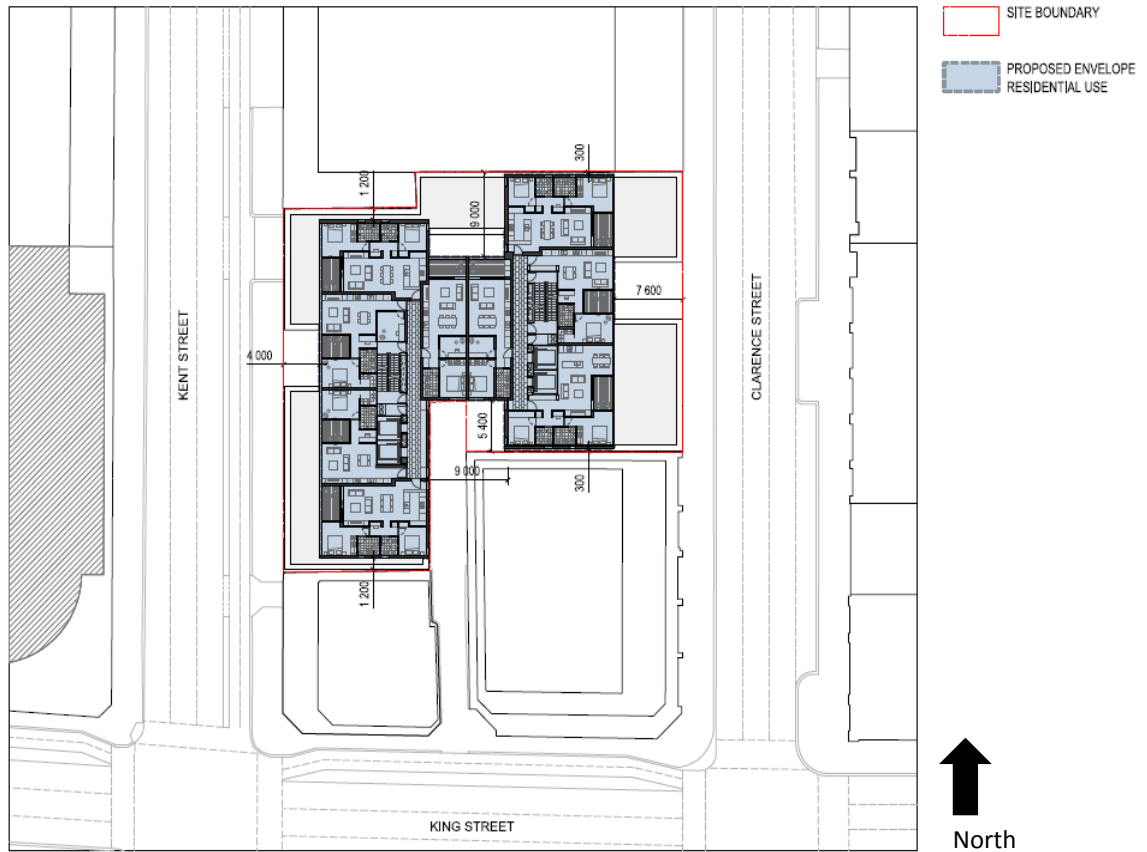 SITE BOUNDARY
PROPOSED ENVELOPE
RESIDENTIAL USE
300
1 200
9 000
7 600
KENT STREET
CLARENCE STREET
4 000
5 400
9 000
300
1 200
KING STREET
North